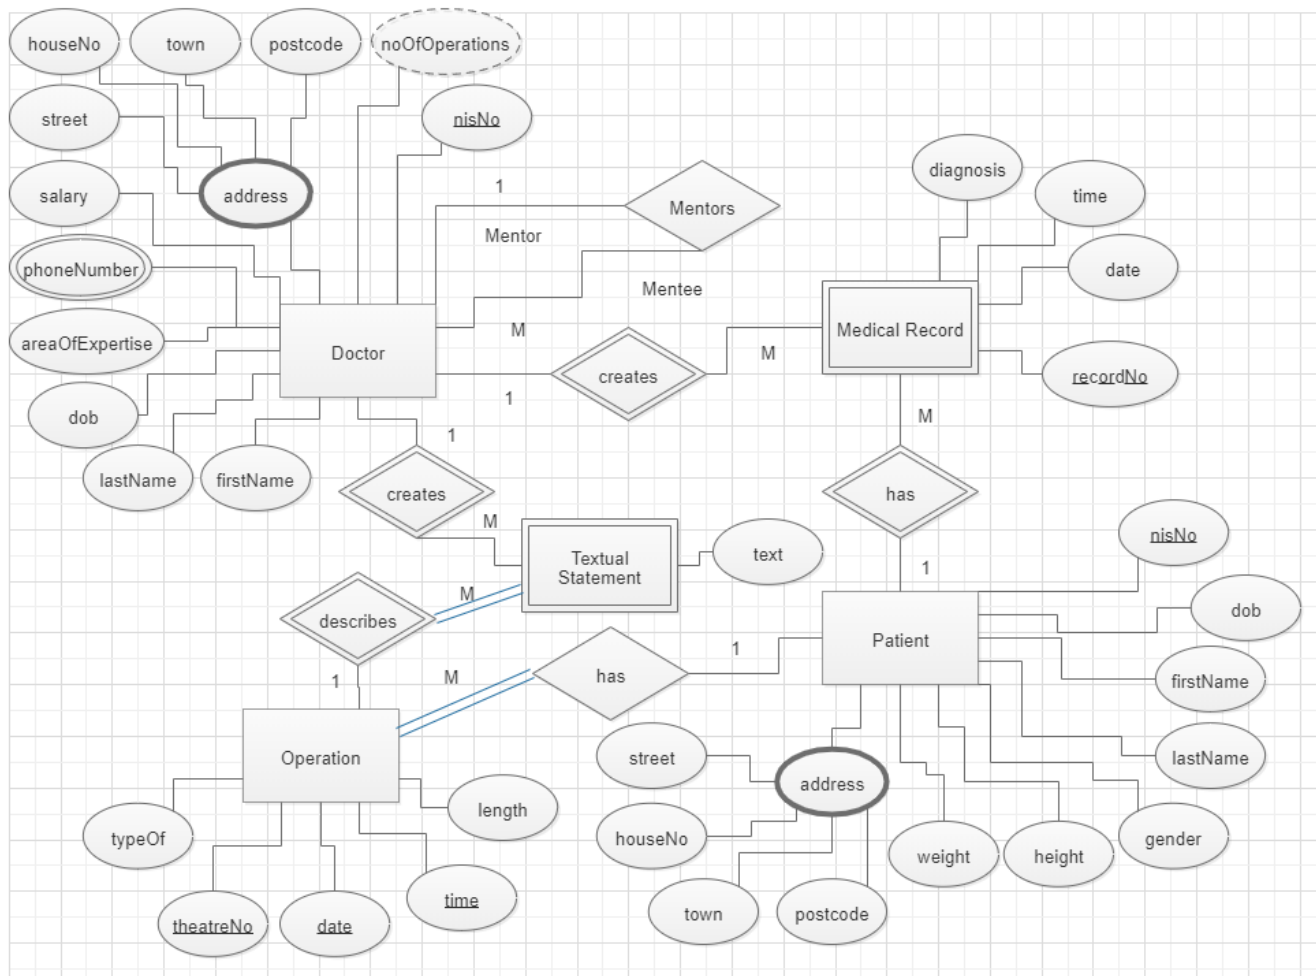 houseNo
town
postcode
noOfOperations
street
nisNo
salary
address
phoneNumber
areaOfExpertise
dob
lastName
firstName
Doctor
1
Mentors
Mentor
Mentee
M
creates
1
M
diagnosis
time
date
Medical Record
recordNo
M
has
1
1
creates
M
Textual
Statement
text
M
describes
1
M
has
1
Patient
nisNo
dob
firstName
lastName
gender
height
weight
address
street
houseNo
town
postcode
Operation
length
typeOf
theatreNo
date
time